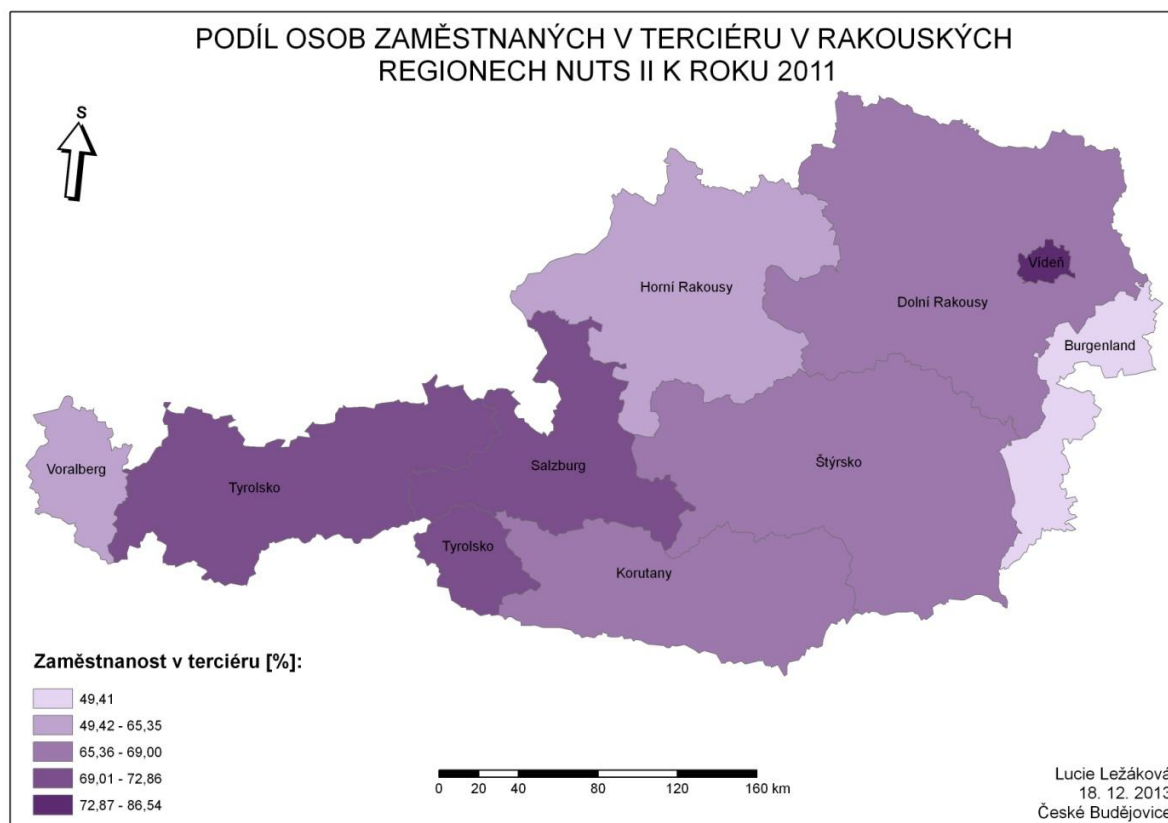 PODÍL OSOB ZAMĚSTNANÝCH V TERCIÉRU V RAKOUSKÝCH
REGIONECH NUTS II K ROKU 2011
S
Vídeň
Horní Rakousy
Dolní Rakousy
Burgenland
Voralberg
Tyrolsko
Salzburg
Štýrsko
Tyrolsko
Korutany
Zaměstnanost v terciéru [%]:
49,41
49,42 - 65,35
65,36 - 69,00
69,01 - 72,86
72,87 - 86,54
0 20 40 80 120 160 km
Lucie Ležáková
18. 12. 2013
České Budějovice